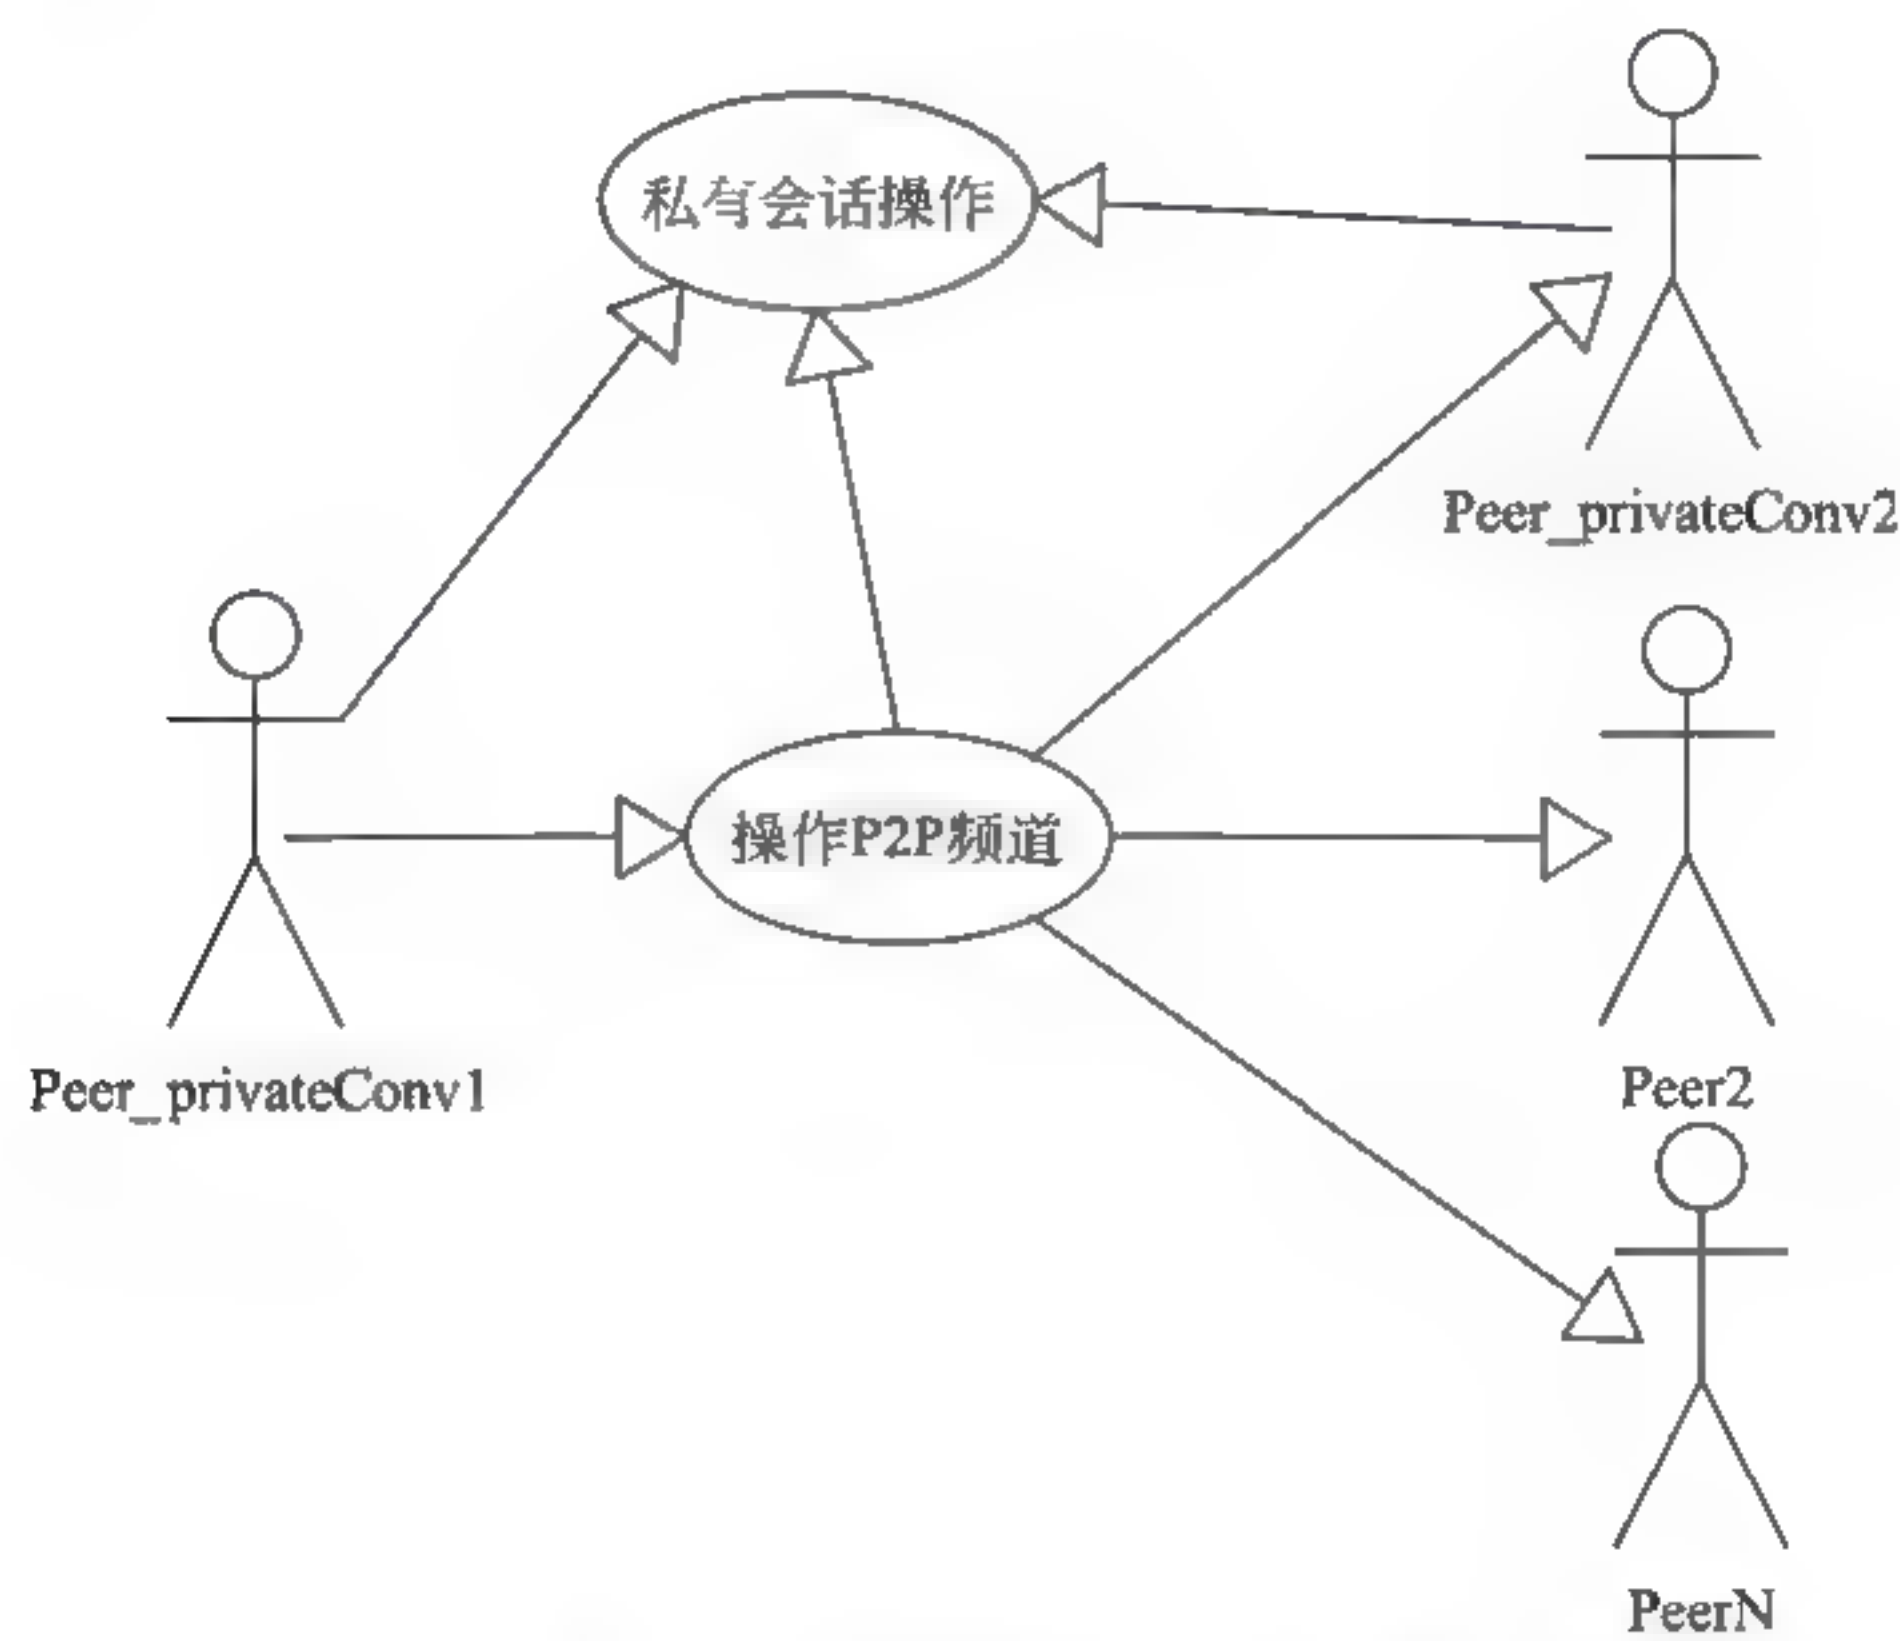 私有会话操作
Peer_privateConv2
操作P2P频道
Peer_privateConv1
Peer2
PeerN